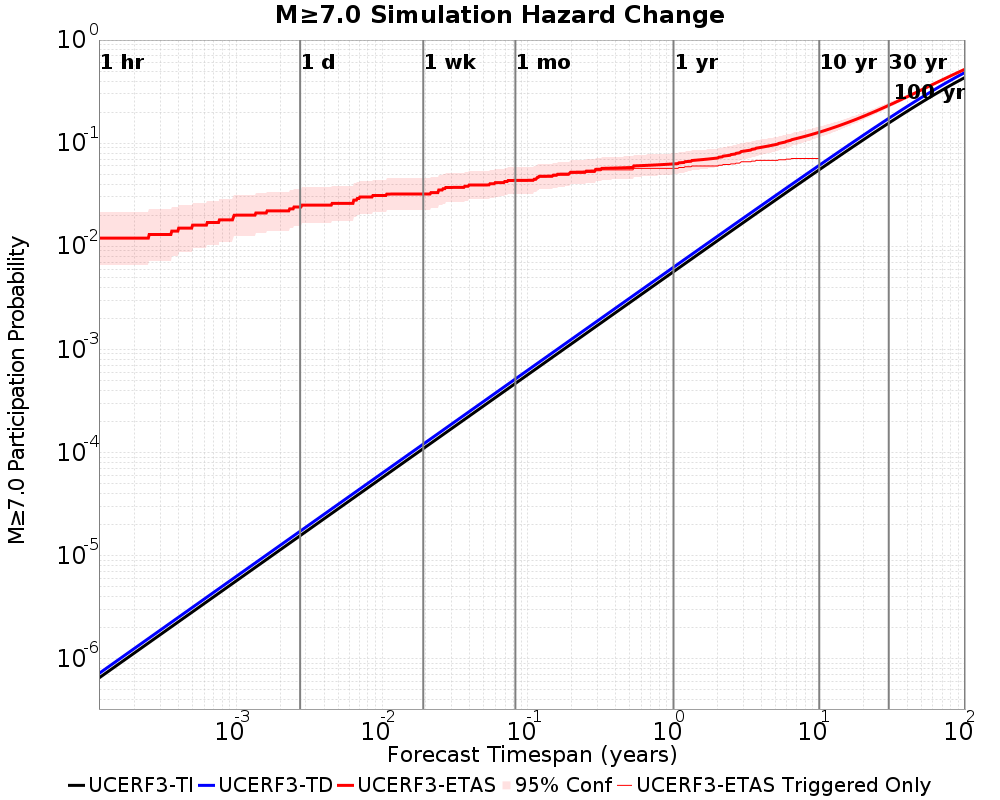 M≥7.0 Simulation Hazard Change
10^0
10^-1
10^-2
10^-3
10^-4
10^-5
10^-6
M≥7.0 Participation Probability
1 hr 1 d 1 wk 1 mo 1 yr 10 yr 30 yr
100 yr
10^-3 10^-2 10^-1 10^0 10^1 10^2
Forecast Timespan (years)
UCERF3-TI UCERF3-TD UCERF3-ETAS 95% Conf UCERF3-ETAS Triggered Only